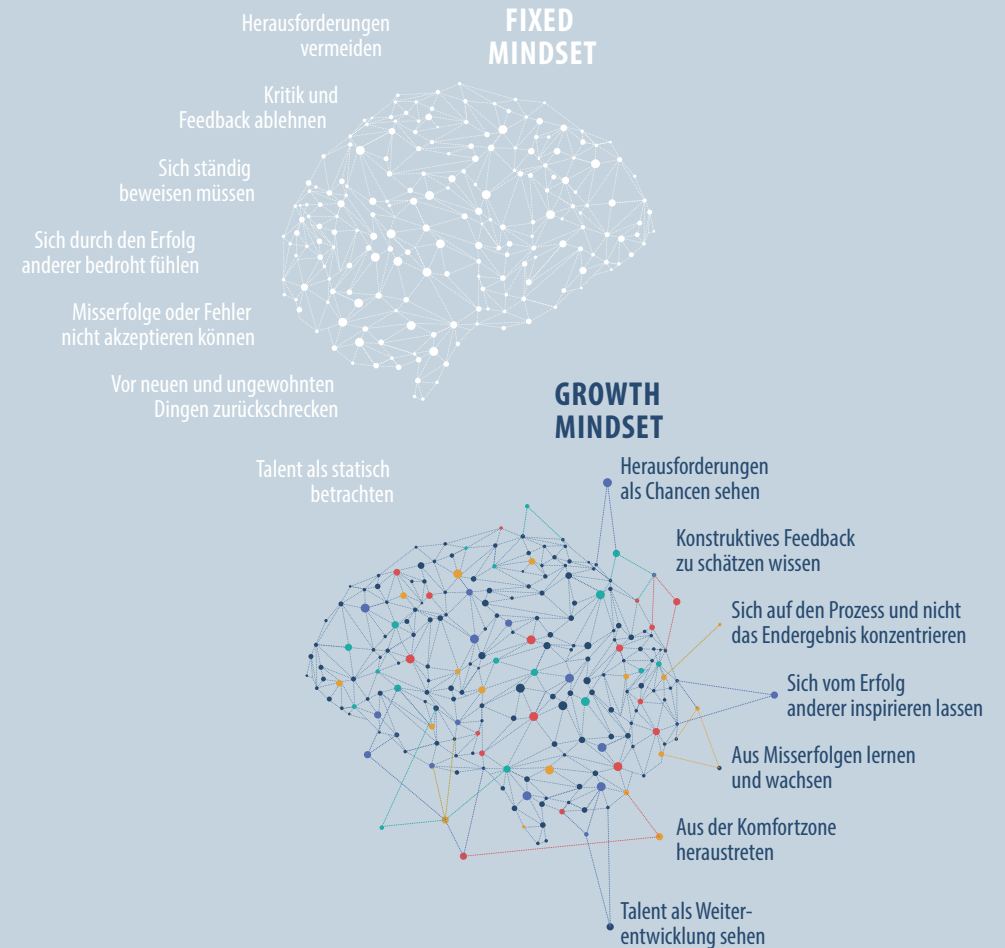 FIXED
MINDSET
Herausforderungen
vermeiden
Kritik und
Feedback ablehnen
Sich ständig
beweisen müssen
Sich durch den Erfolg
anderer bedroht fühlen
Misserfolge oder Fehler
nicht akzeptieren können
Vor neuen und ungewohnten
Dingen zurückschrecken
Talent als statisch
betrachten
GROWTH
MINDSET
Herausforderungen
als Chancen sehen
Konstruktives Feedback
zu schätzen wissen
Sich auf den Prozess und nicht
das Endergebnis konzentrieren
Sich vom Erfolg
anderer inspirieren lassen
Aus Misserfolgen lernen
und wachsen
Aus der Komfortzone
heraustreten
Talent als Weiter-
entwicklung sehen